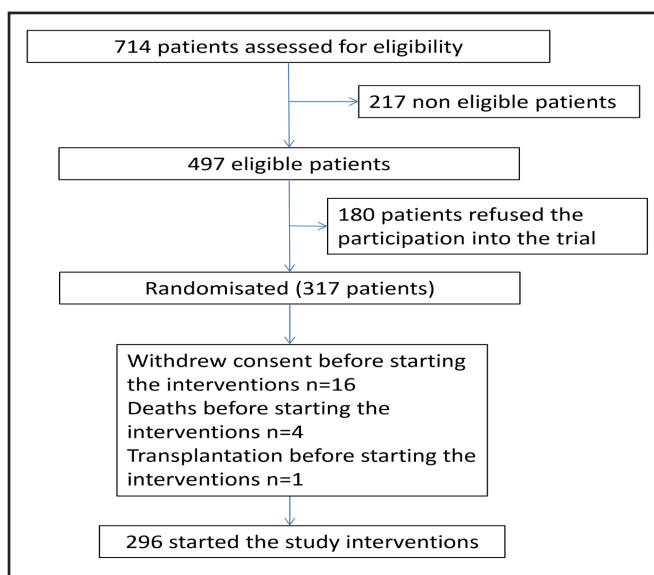 714 patients assessed for eligibility
217 non eligible patients
497 eligible patients
180 patients refused the
participation into the trial
Randomisated (317 patients)
Withdrew consent before starting
the interventions n=16
Deaths before starting the
interventions n=4
Transplantation before starting the
interventions n=1
296 started the study interventions